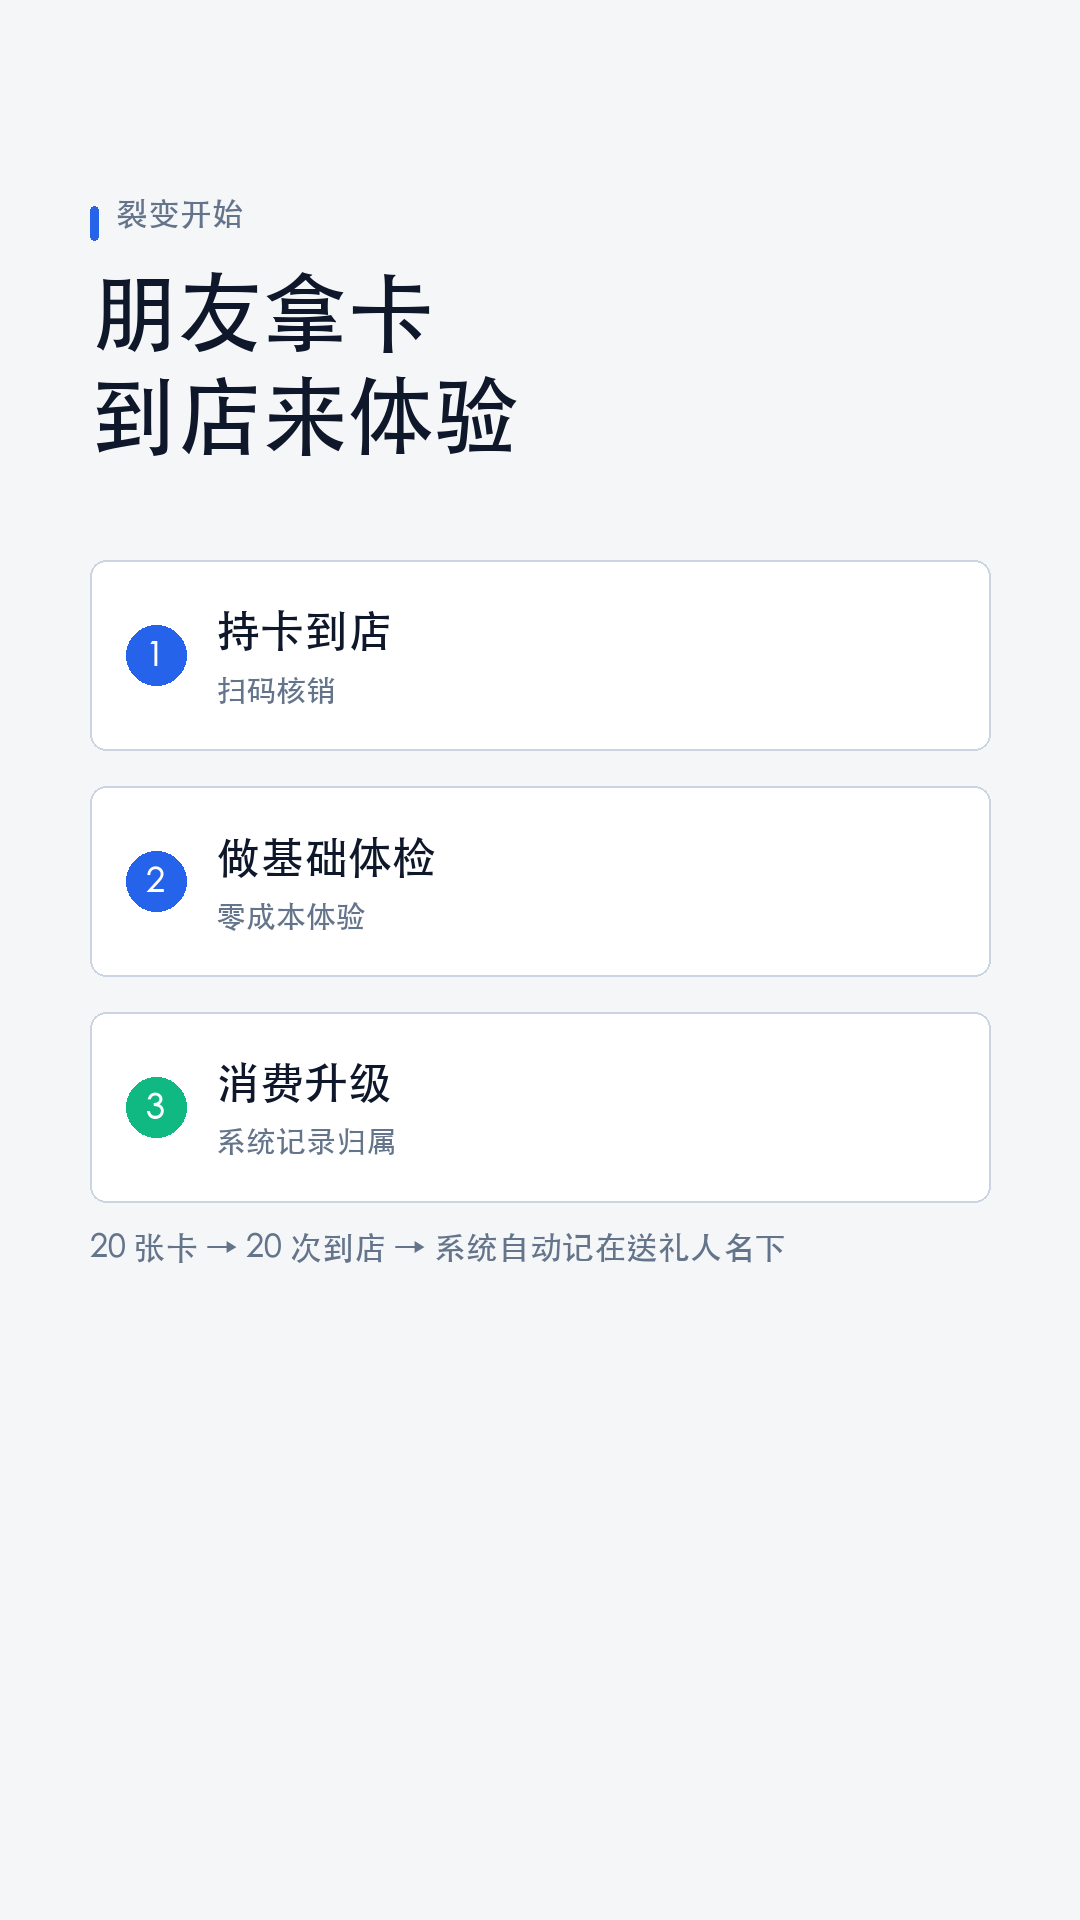 裂变开始
朋友拿卡
到店来体验
1
持卡到店
扫码核销
2
做基础体检
零成本体验
3
消费升级
系统记录归属
20 张卡 → 20 次到店 → 系统自动记在送礼人名下